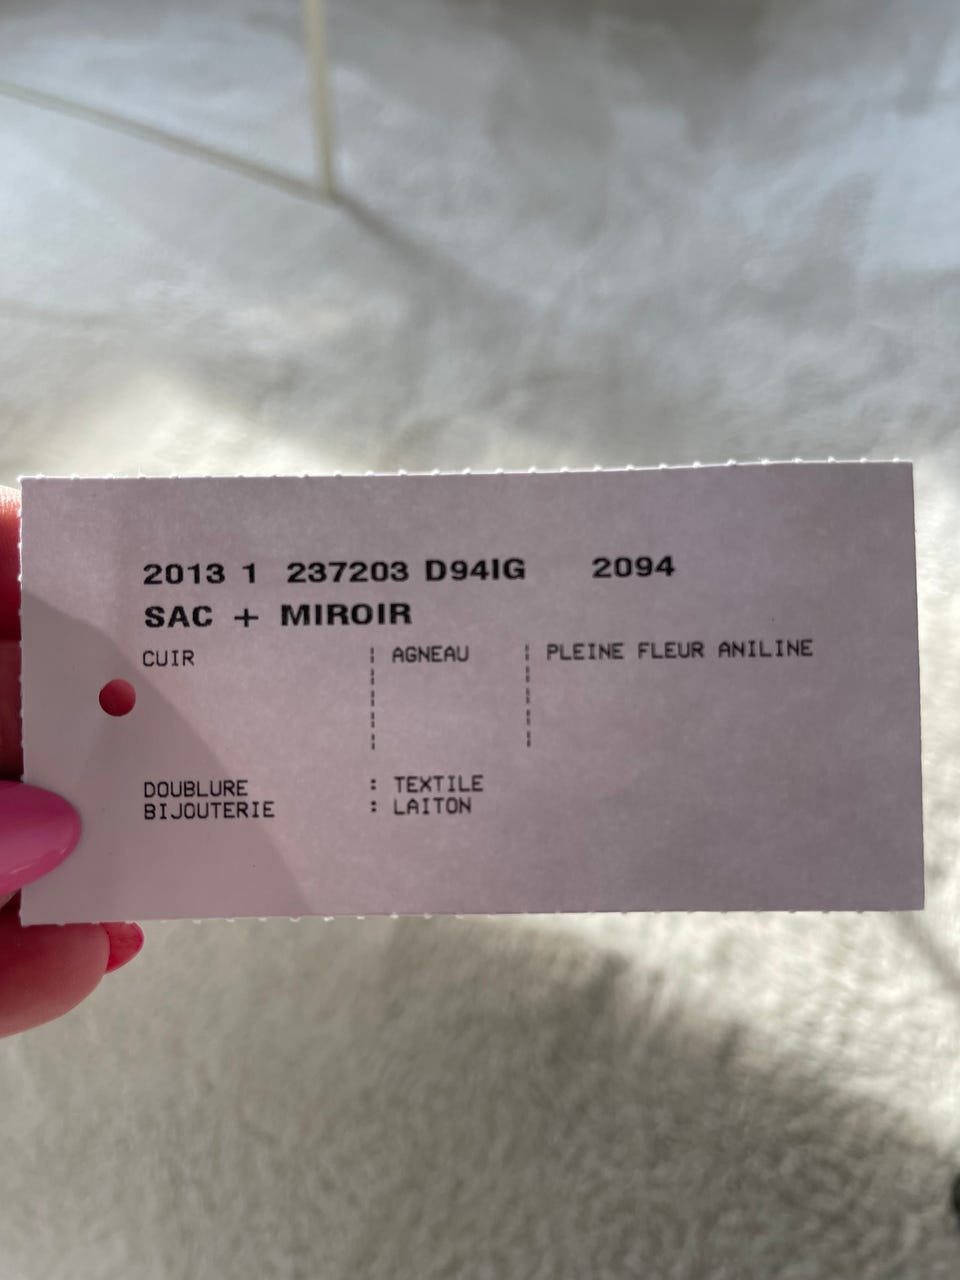 2013 1 237203 D94IG 2094
SAC + MIROIR
CUIR ¦ AGNEAU ¦ PLEINE FLEUR ANILINE
DOUBLURE : TEXTILE
BIJOUTERIE : LAITON